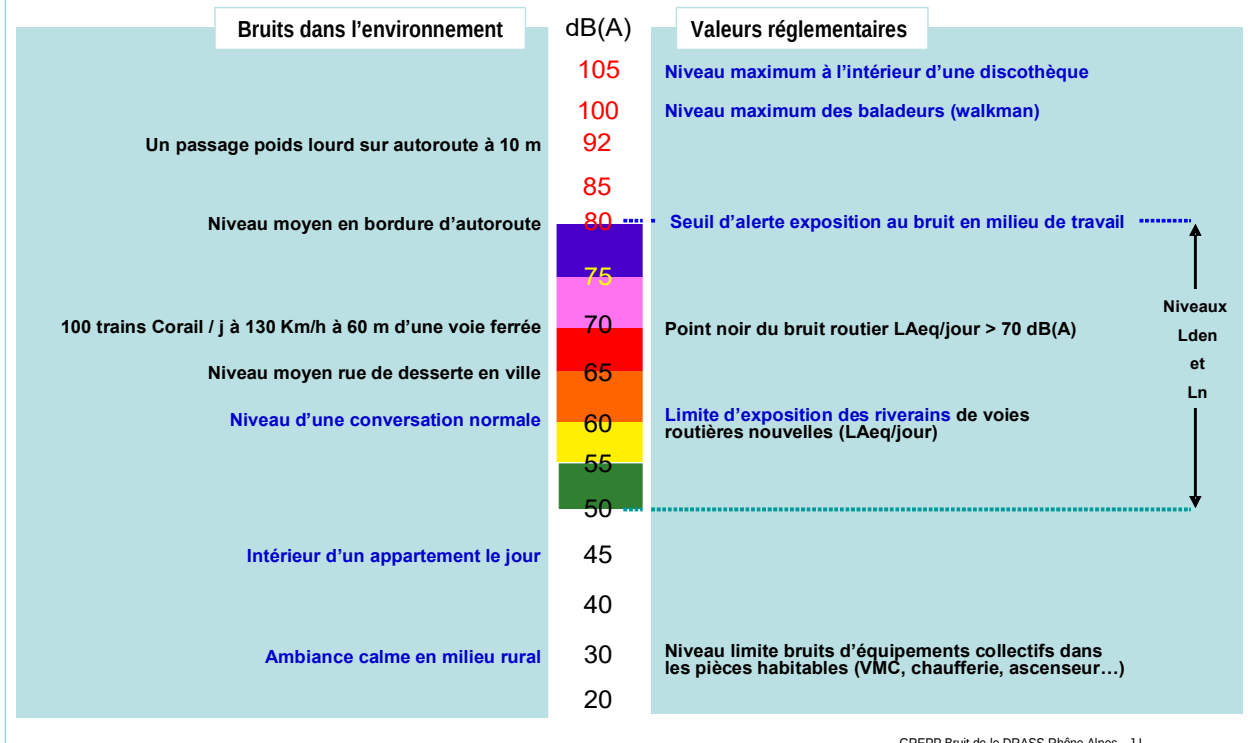 Bruits dans l'environnement
dB(A)
Valeurs réglementaires
105
Niveau maximum à l'intérieur d'une discothèque
100
Niveau maximum des baladeurs (walkman)
Un passage poids lourd sur autoroute à 10 m
92
85
Niveau moyen en bordure d'autoroute
80
Seuil d'alerte exposition au bruit en milieu de travail
75
Niveaux
Lden
et
Ln
100 trains Corail / j à 130 Km/h à 60 m d'une voie ferrée
70
Point noir du bruit routier LAeq/jour > 70 dB(A)
Niveau moyen rue de desserte en ville
65
Niveau d'une conversation normale
60
Limite d'exposition des riverains de voies
routières nouvelles (LAeq/jour)
55
50
Intérieur d'un appartement le jour
45
40
Ambiance calme en milieu rural
30
Niveau limite bruits d'équipements collectifs dans
les pièces habitables (VMC, chaufferie, ascenseur…)
20